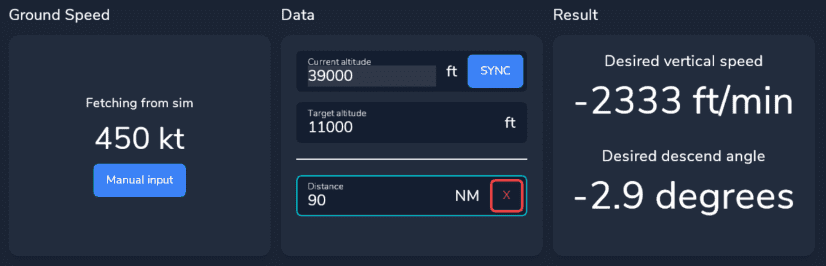 Ground Speed
Fetching from sim
450 kt
Manual input
Data
Current altitude
39000 ft SYNC
Target altitude
11000 ft
Distance
90 NM X
Result
Desired vertical speed
-2333 ft/min
Desired descend angle
-2.9 degrees